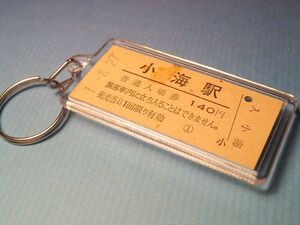 小海駅
普通入場券 140円
旅客車内に立ち入ることはできません。
発売当日1回限り有効
①
小海